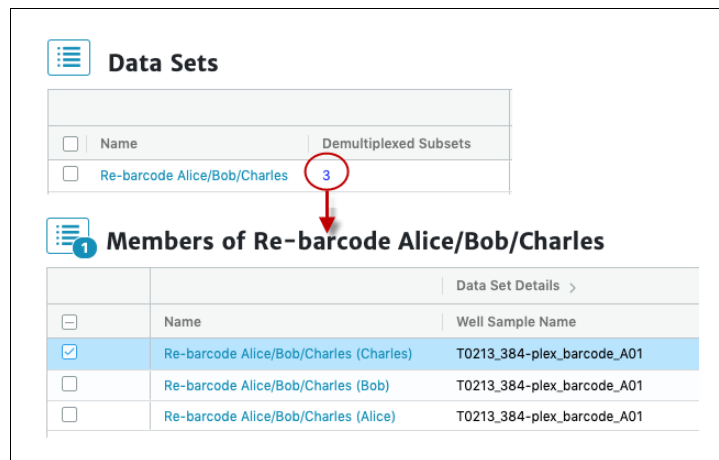 Data Sets
Name Demultiplexed Subsets
Re-barcode Alice/Bob/Charles 3
1 Members of Re-barcode Alice/Bob/Charles
Data Set Details >
Name Well Sample Name
Re-barcode Alice/Bob/Charles (Charles) T0213_384-plex_barcode_A01
Re-barcode Alice/Bob/Charles (Bob) T0213_384-plex_barcode_A01
Re-barcode Alice/Bob/Charles (Alice) T0213_384-plex_barcode_A01